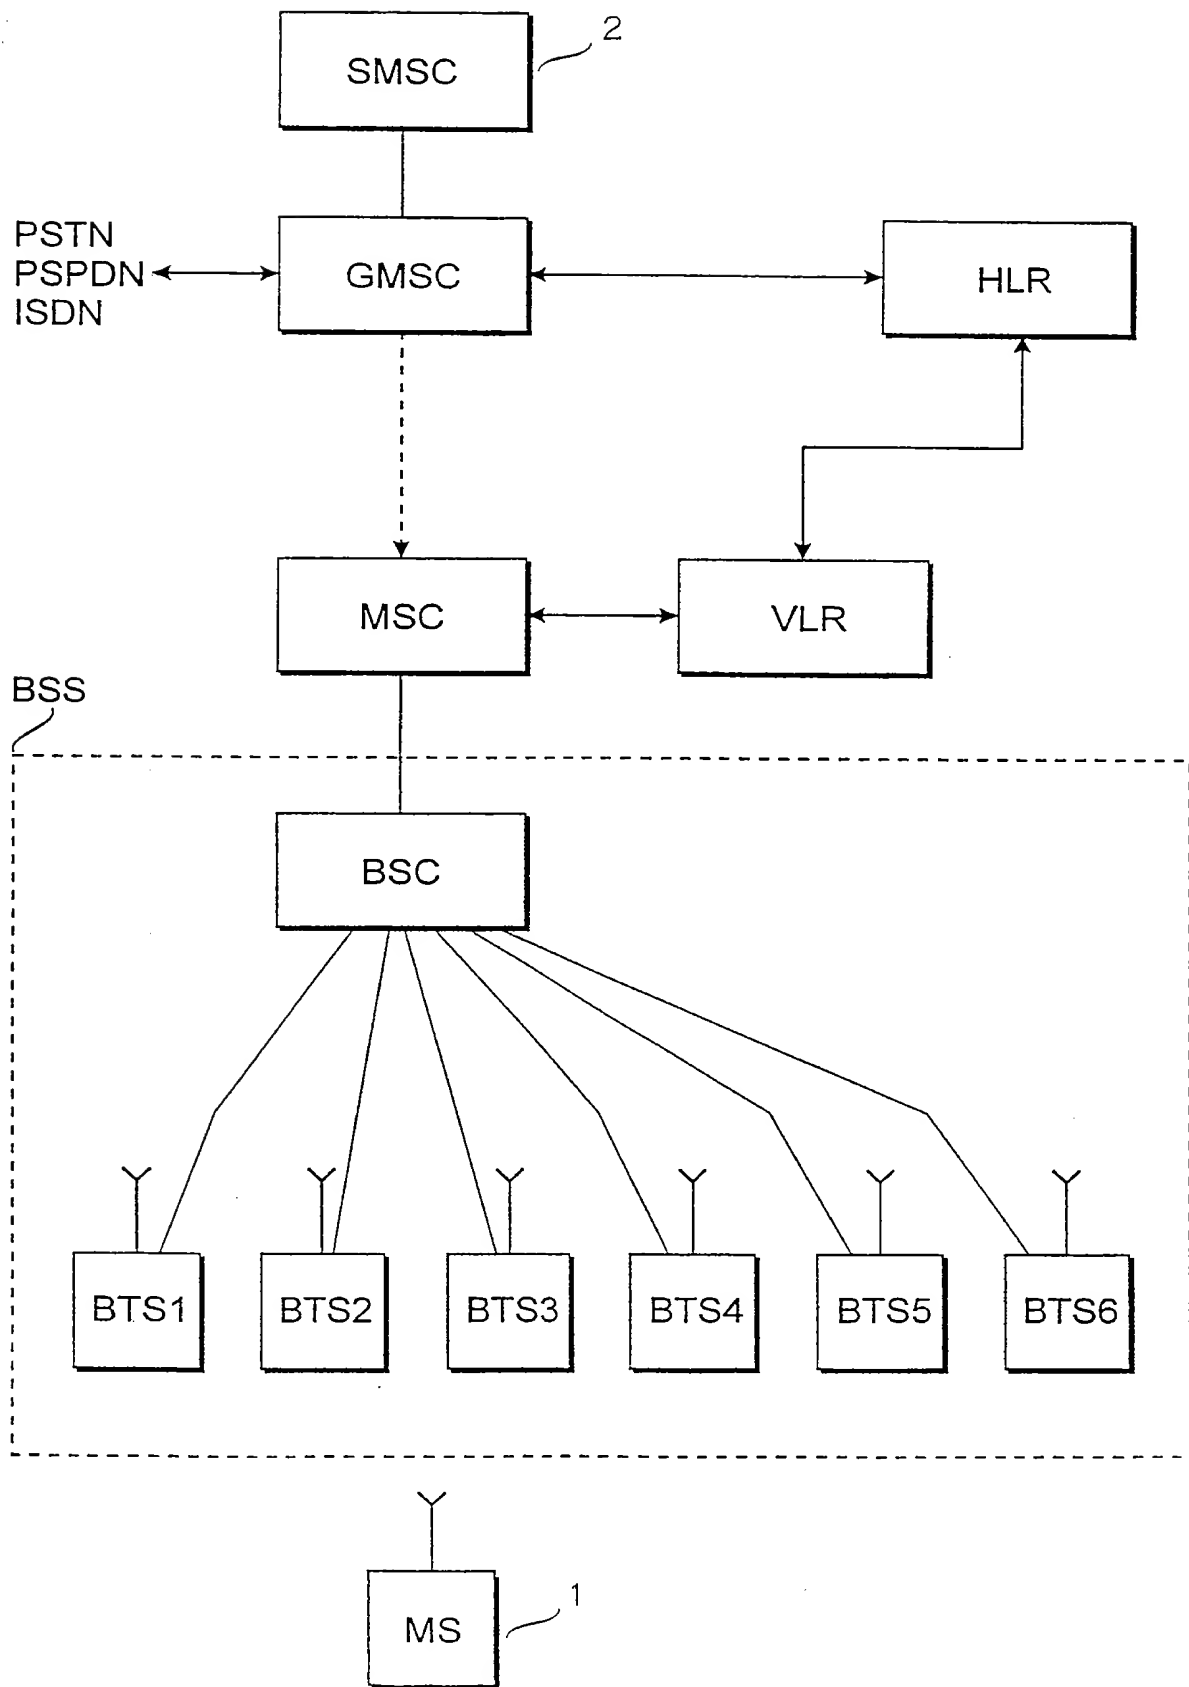 2
SMSC
PSTN
PSPDN
ISDN
GMSC
HLR
MSC
VLR
BSS
BSC
BTS1
BTS2
BTS3
BTS4
BTS5
BTS6
1
MS